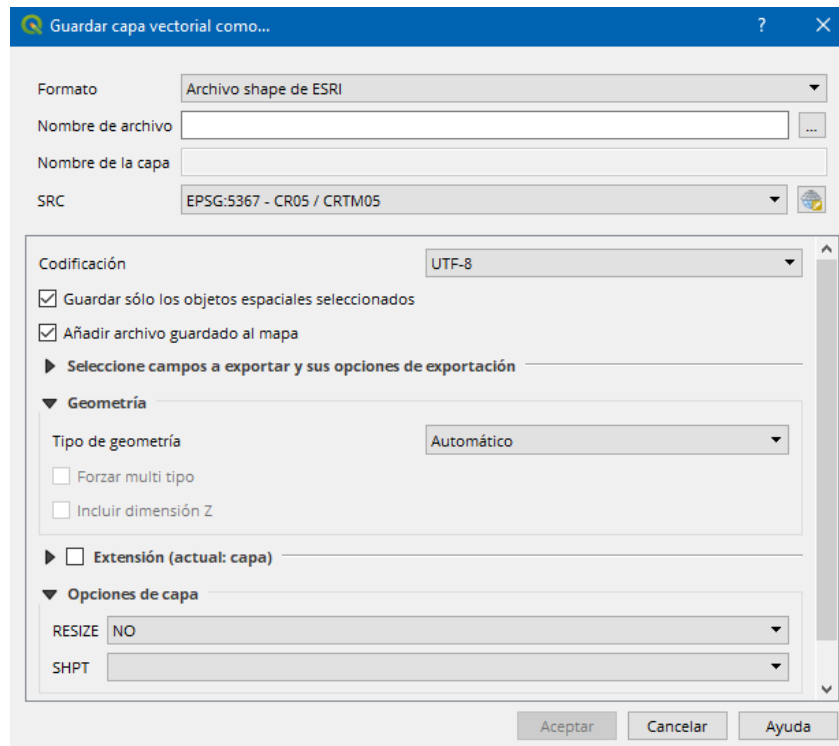 Guardar capa vectorial como...
? X
Formato Archivo shape de ESRI
Nombre de archivo ...
Nombre de la capa
SRC EPSG:5367 - CR05 / CRTM05
Codificación UTF-8
Guardar sólo los objetos espaciales seleccionados
Añadir archivo guardado al mapa
Seleccione campos a exportar y sus opciones de exportación
Geometría
Tipo de geometría Automático
Forzar multi tipo
Incluir dimensión Z
Extensión (actual: capa)
Opciones de capa
RESIZE NO
SHPT
Aceptar Cancelar Ayuda